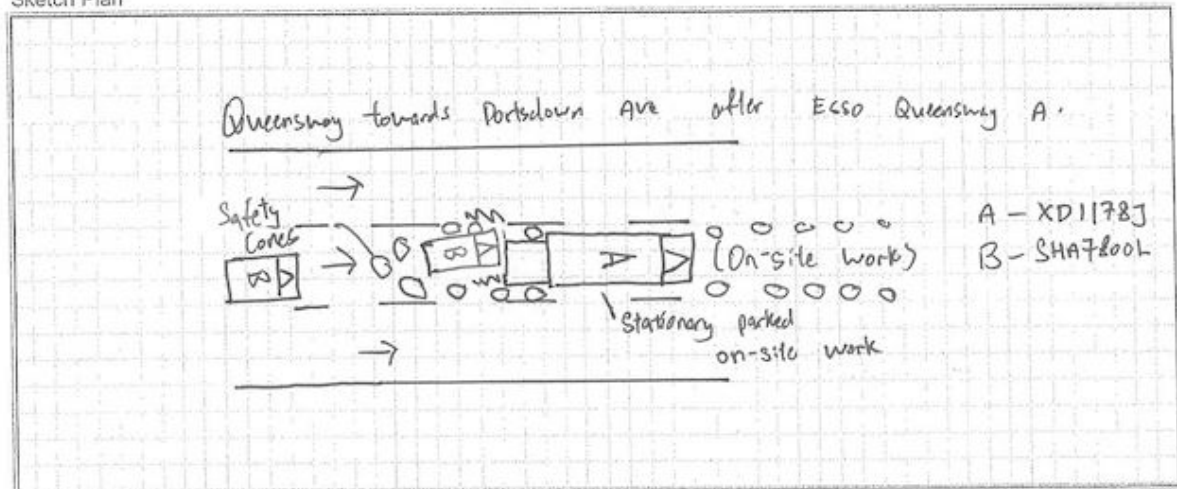 Sketch Plan
Queensway towards Portsdown Ave after Esso Queensway A.
Safety
Cones
B
B
A
(On-site work)
Stationary parked
on-site work
A - XD1178J
B - SHA7800L